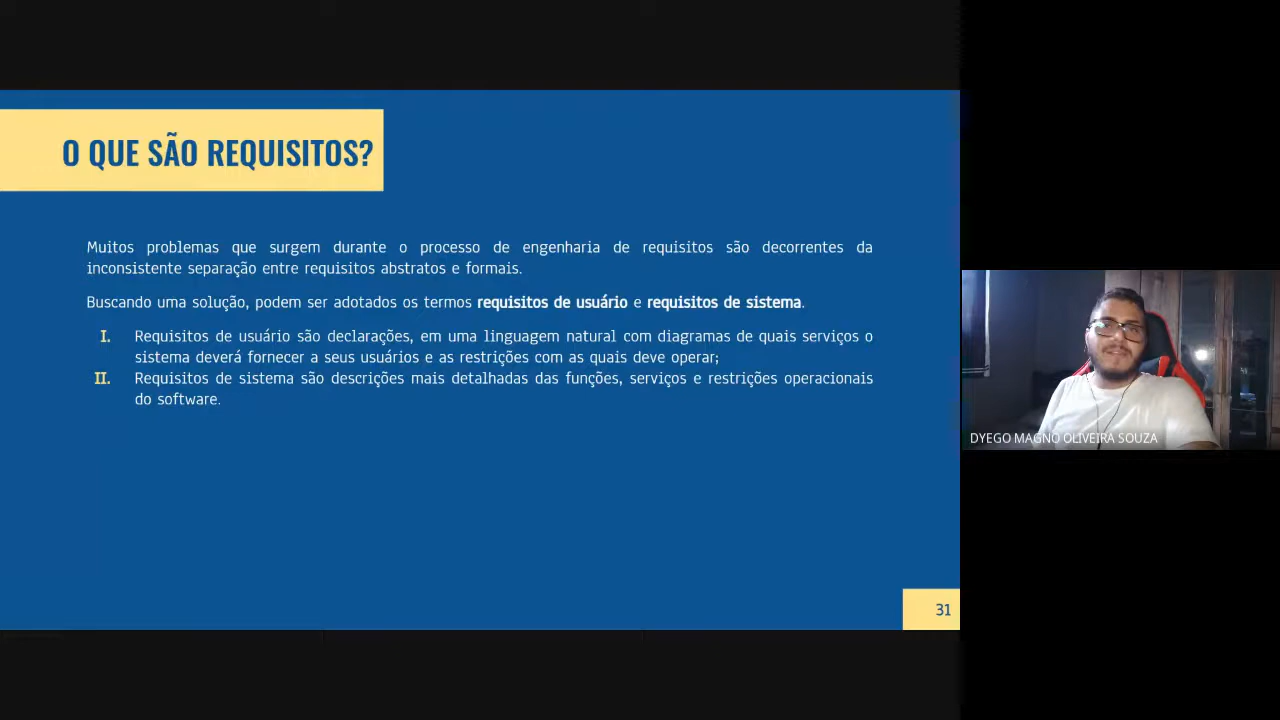 O QUE SÃO REQUISITOS?
Muitos problemas que surgem durante o processo de engenharia de requisitos são decorrentes da
inconsistente separação entre requisitos abstratos e formais.
Buscando uma solução, podem ser adotados os termos requisitos de usuário e requisitos de sistema.
I. Requisitos de usuário são declarações, em uma linguagem natural com diagramas de quais serviços o
sistema deverá fornecer a seus usuários e as restrições com as quais deve operar;
II. Requisitos de sistema são descrições mais detalhadas das funções, serviços e restrições operacionais
do software.
31
DYEGO MAGNO OLIVEIRA SOUZA